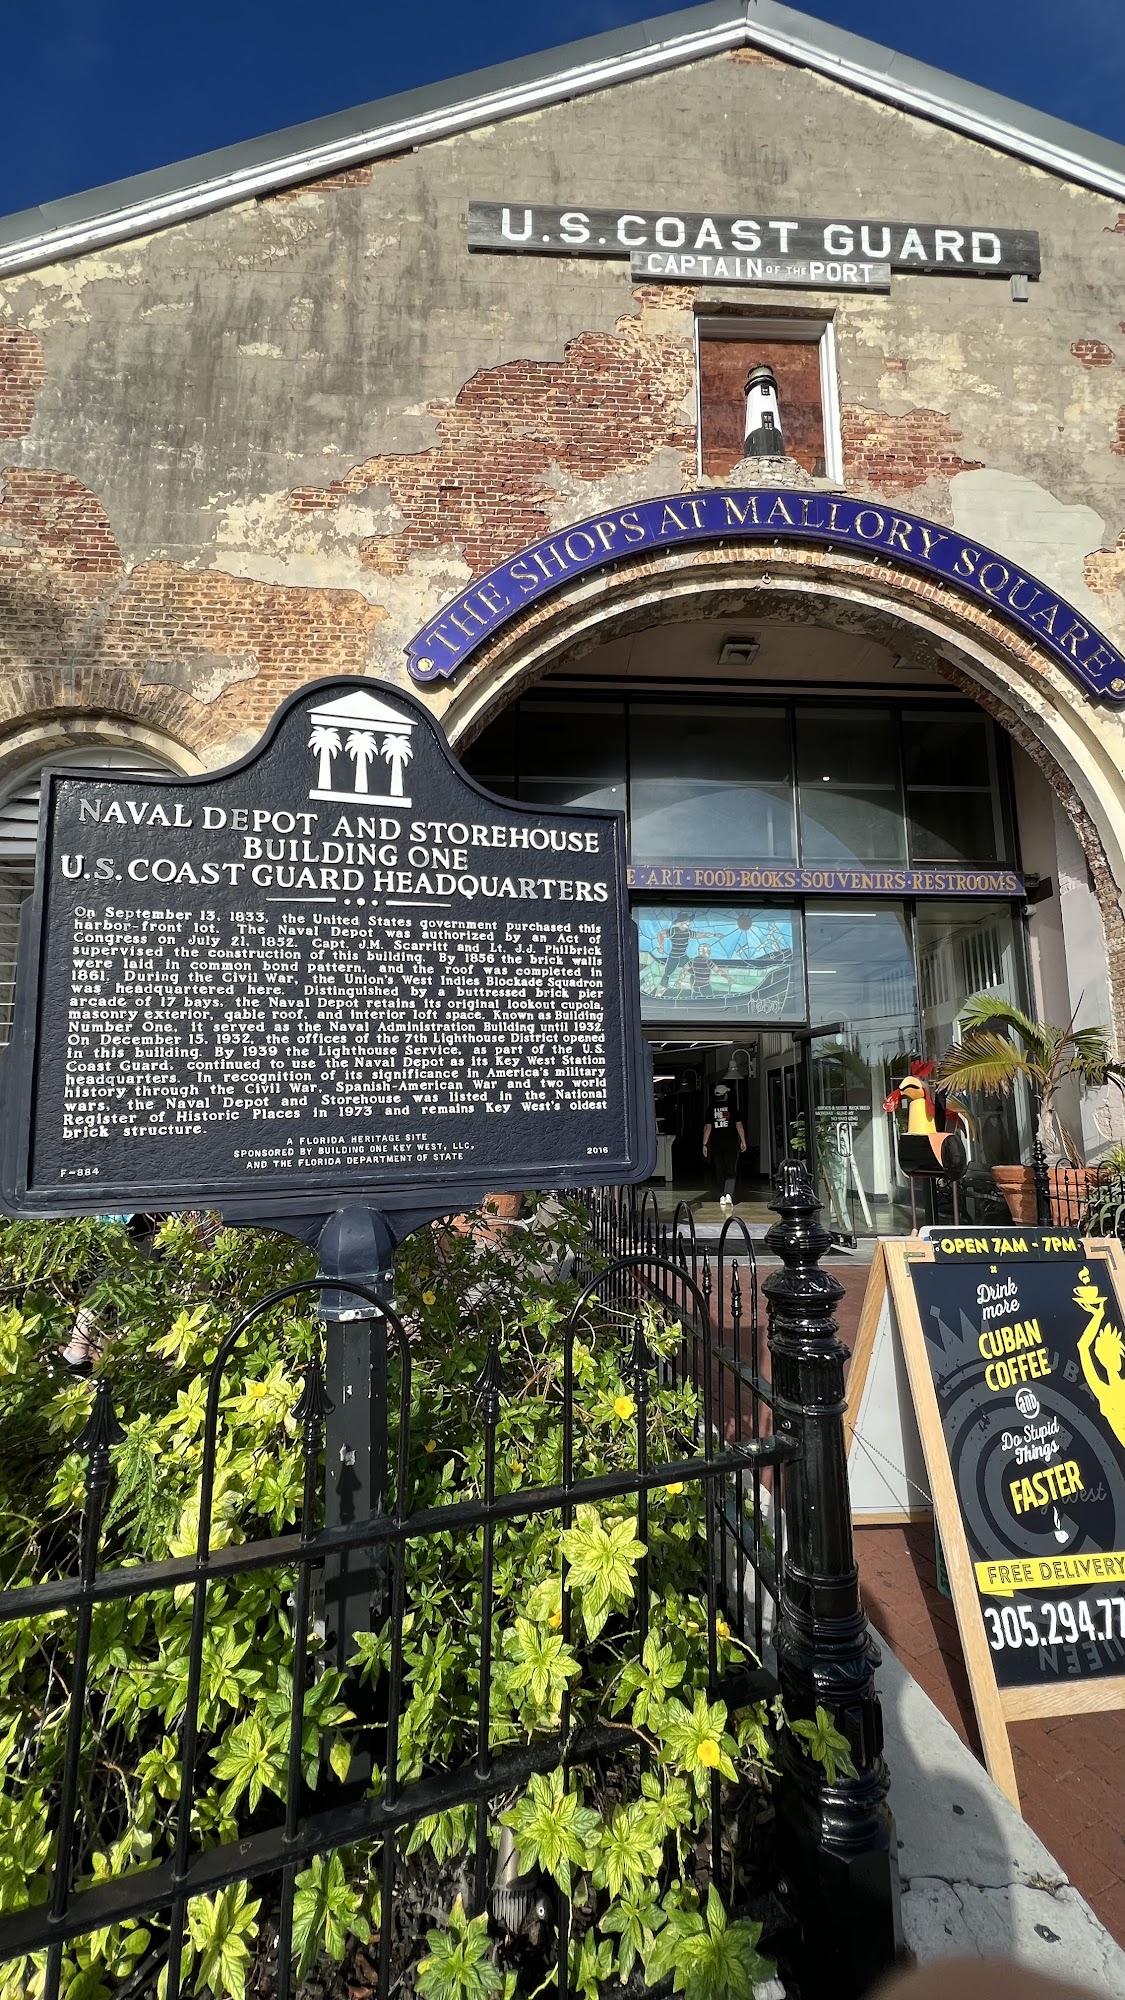 U.S. COAST GUARD
CAPTAIN OF THE PORT
THE SHOPS AT MALLORY SQUARE
ART · FOOD · BOOKS · SOUVENIRS · RESTROOMS
NAVAL DEPOT AND STOREHOUSE
BUILDING ONE
U.S. COAST GUARD HEADQUARTERS
On September 13, 1833, the United States government purchased this
harbor-front lot. The Naval Depot was authorized by an Act of
Congress on July 21, 1852. Capt. J.M. Scarritt and Lt. J.J. Philbrick
supervised the construction of this building. By 1856 the brick walls
were laid in common bond pattern, and the roof was completed in
1861. During the Civil War, the Union's West Indies Blockade Squadron
was headquartered here. Distinguished by a buttressed brick pier
arcade of 17 bays, the Naval Depot retains its original lookout cupola,
masonry exterior, gable roof, and interior loft space. Known as Building
Number One, it served as the Naval Administration Building until 1932.
On December 15, 1932, the offices of the 7th Lighthouse District opened
in this building. By 1939 the Lighthouse Service, as part of the U.S.
Coast Guard, continued to use the Naval Depot as its Key West Station
headquarters. In recognition of its significance in America's military
history through the Civil War, Spanish-American War and two world
wars, the Naval Depot and Storehouse was listed in the National
Register of Historic Places in 1973 and remains Key West's oldest
brick structure.
A FLORIDA HERITAGE SITE
SPONSORED BY BUILDING ONE KEY WEST, LLC,
AND THE FLORIDA DEPARTMENT OF STATE
F-884
2016
OPEN 7AM - 7PM
Drink
more
CUBAN
COFFEE
and
Do Stupid
Things
FASTER
FREE DELIVERY
305.294.77